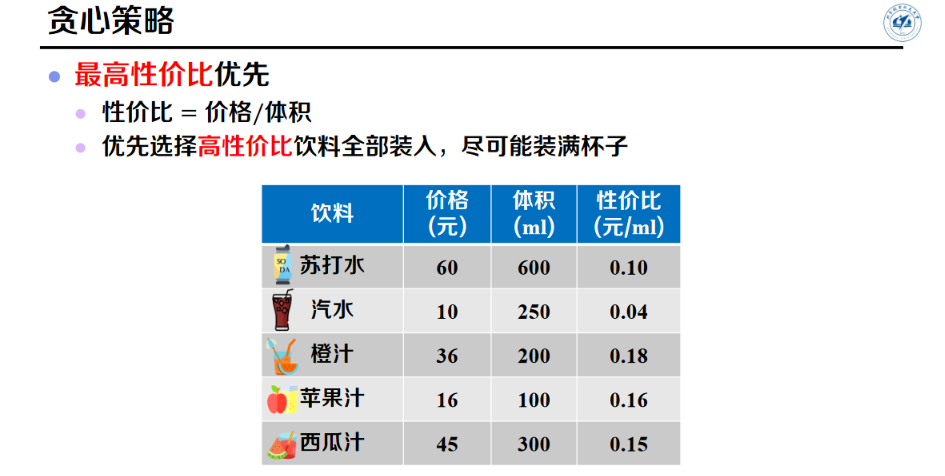 贪心策略
最高性价比优先
性价比 = 价格/体积
优先选择高性价比饮料全部装入，尽可能装满杯子
饮料 价格（元） 体积（ml） 性价比（元/ml）
SODA 苏打水 60 600 0.10
汽水 10 250 0.04
橙汁 36 200 0.18
苹果汁 16 100 0.16
西瓜汁 45 300 0.15